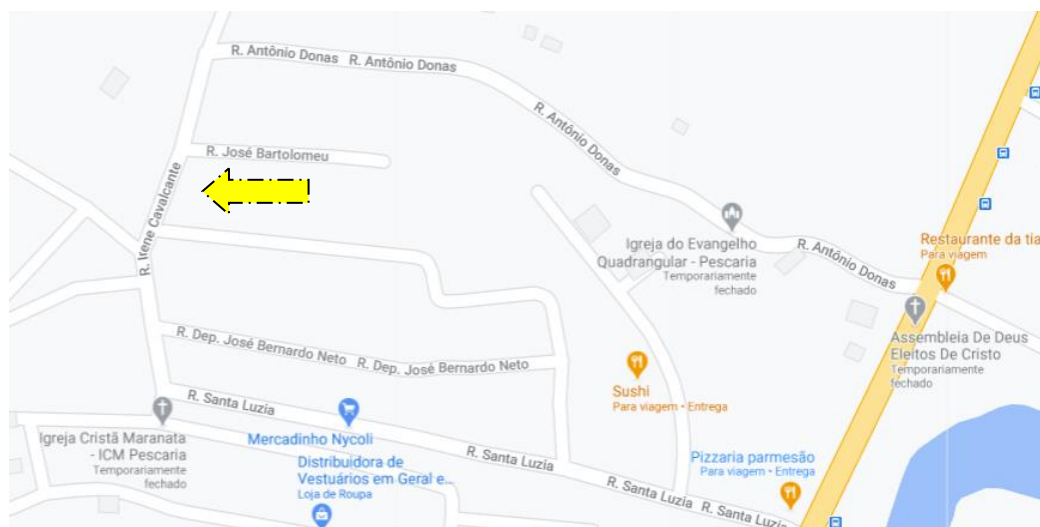 R. Antônio Donas R. Antônio Donas
R. José Bartolomeu
R. Antônio Donas
R. Irene Cavalcante
Igreja do Evangelho
Quadrangular - Pescaria
Temporariamente
fechado
R. Antônio Donas
Restaurante da tia
Para viagem
Assembleia De Deus
Eleitos De Cristo
Temporariamente
fechado
R. Dep. José Bernardo Neto R. Dep. José Bernardo Neto
Sushi
Para viagem • Entrega
R. Santa Luzia
Mercadinho Nycoli
Igreja Cristã Maranata
- ICM Pescaria
Temporariamente
fechado
Distribuidora de
Vestuários em Geral e...
Loja de Roupa
R. Santa Luzia
Pizzaria parmesão
Para viagem • Entrega
R. Santa Luzia R. Santa Luzia